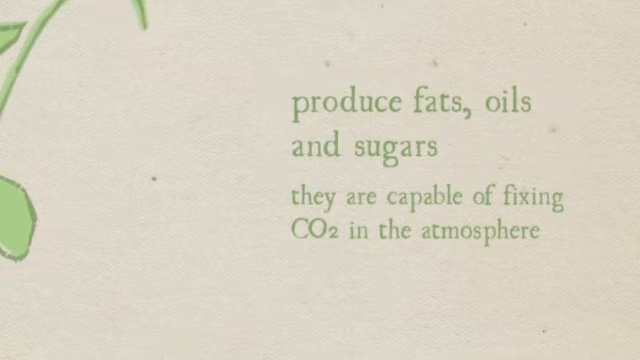 produce fats, oils
and sugars
they are capable of fixing
CO2 in the atmosphere